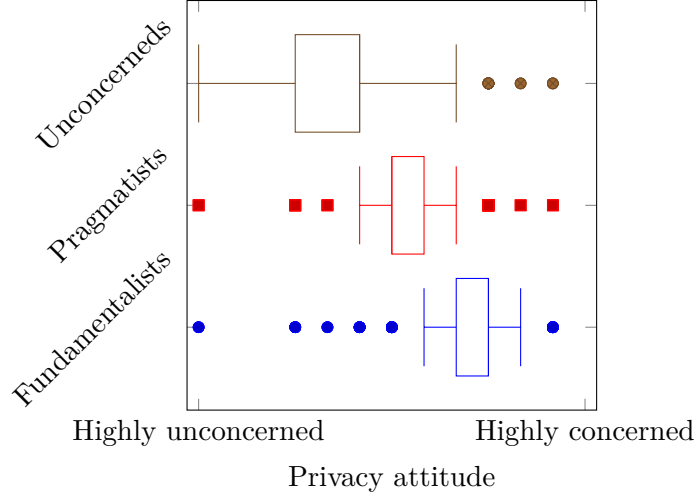 Unconcerneds
Pragmatists
Fundamentalists
Highly unconcerned
Highly concerned
Privacy attitude